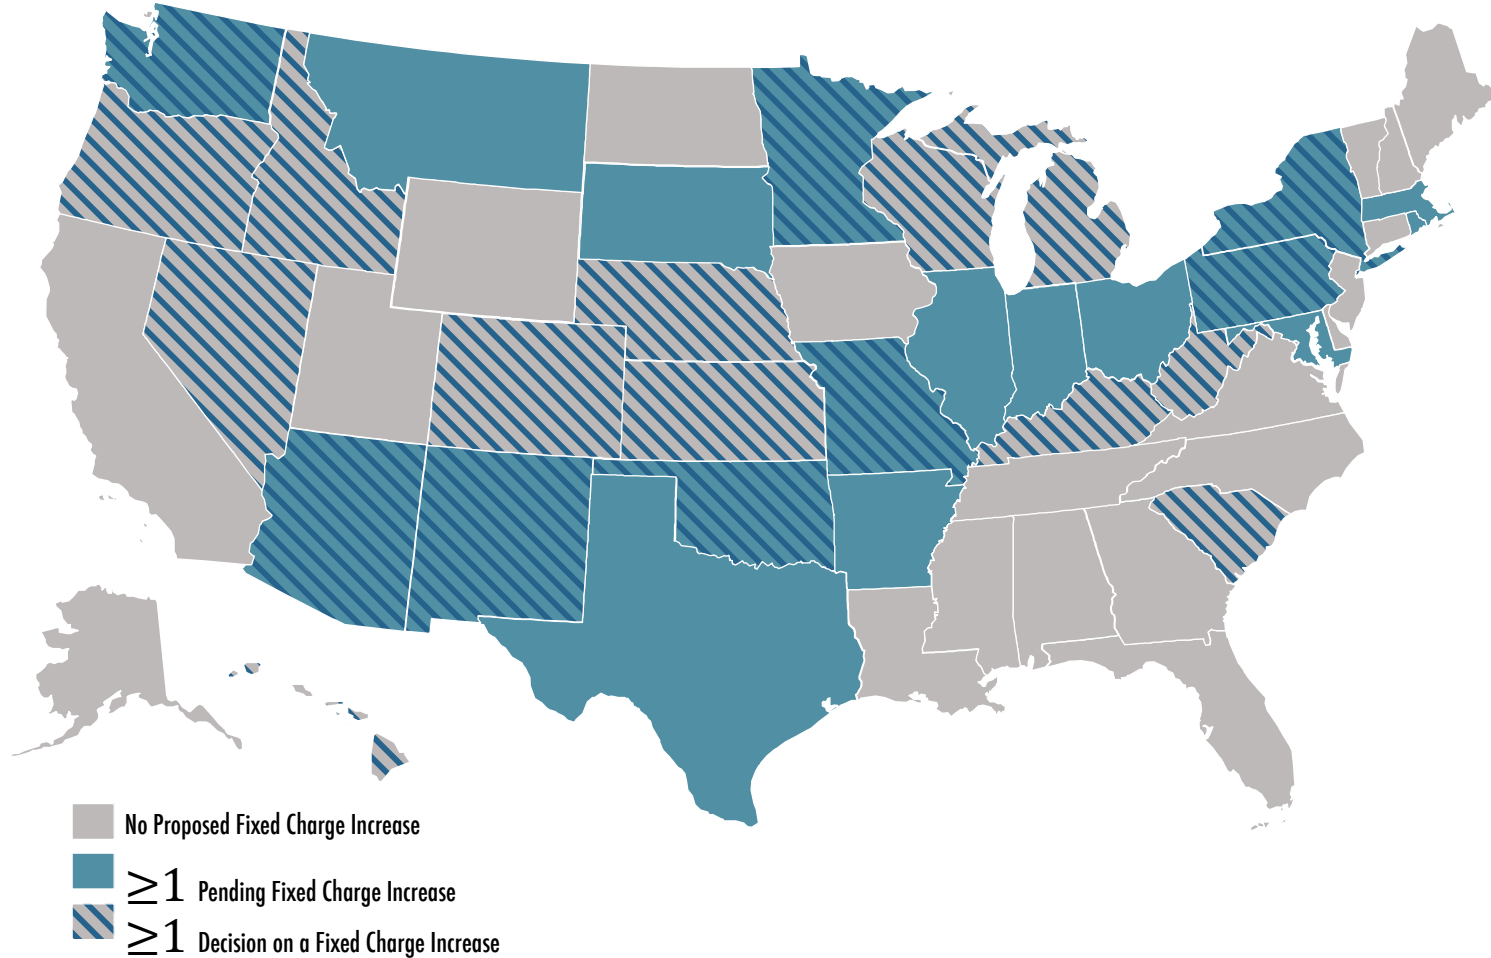 No Proposed Fixed Charge Increase
≥1 Pending Fixed Charge Increase
≥1 Decision on a Fixed Charge Increase